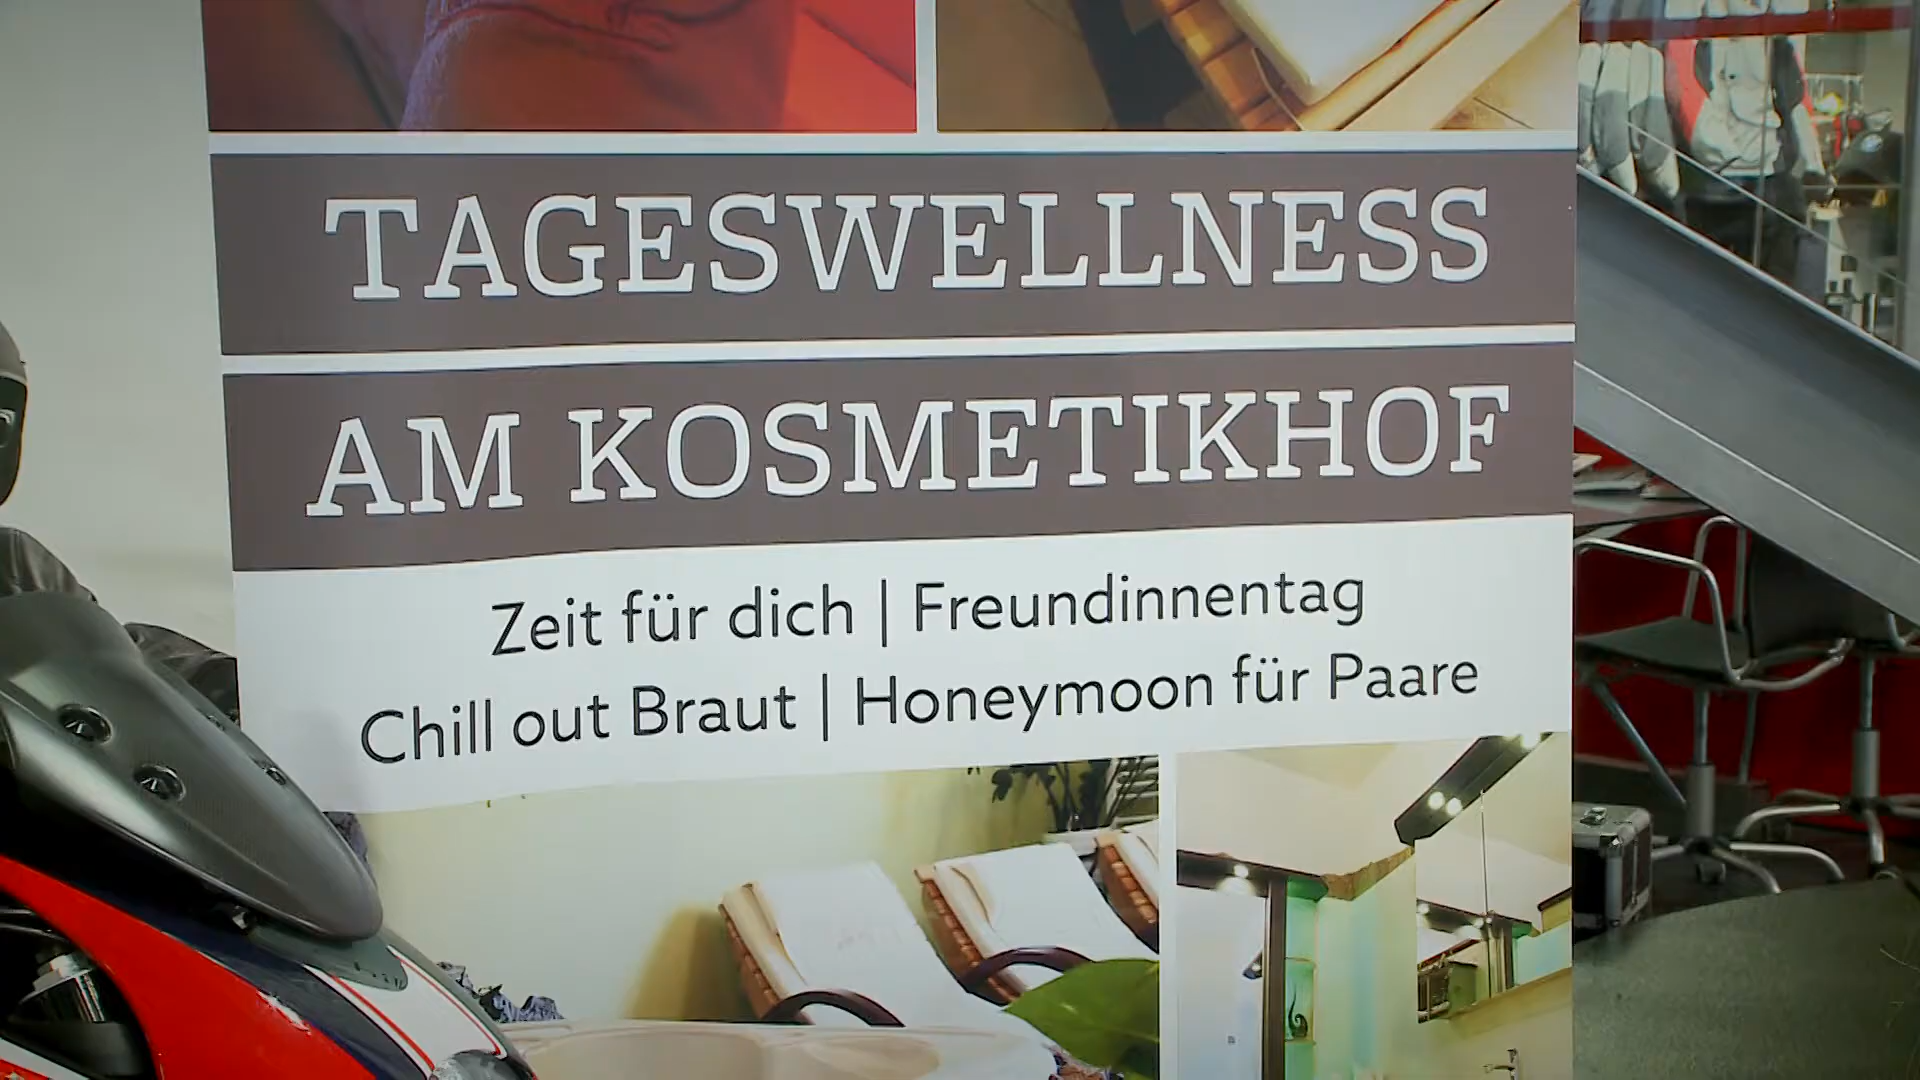 TAGESWELLNESS
AM KOSMETIKHOF
Zeit für dich | Freundinnentag
Chill out Braut | Honeymoon für Paare